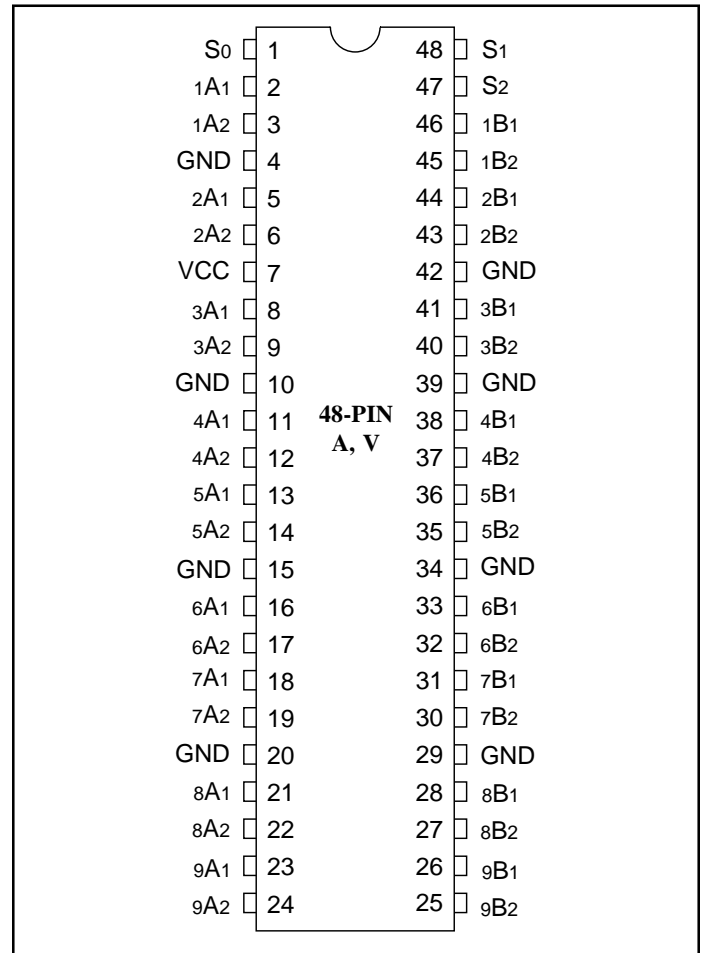 S0 1 48 S1
1A1 2 47 S2
1A2 3 46 1B1
GND 4 45 1B2
2A1 5 44 2B1
2A2 6 43 2B2
VCC 7 42 GND
3A1 8 41 3B1
3A2 9 40 3B2
GND 10 39 GND
4A1 11 48-PIN 38 4B1
4A2 12 A, V 37 4B2
5A1 13 36 5B1
5A2 14 35 5B2
GND 15 34 GND
6A1 16 33 6B1
6A2 17 32 6B2
7A1 18 31 7B1
7A2 19 30 7B2
GND 20 29 GND
8A1 21 28 8B1
8A2 22 27 8B2
9A1 23 26 9B1
9A2 24 25 9B2